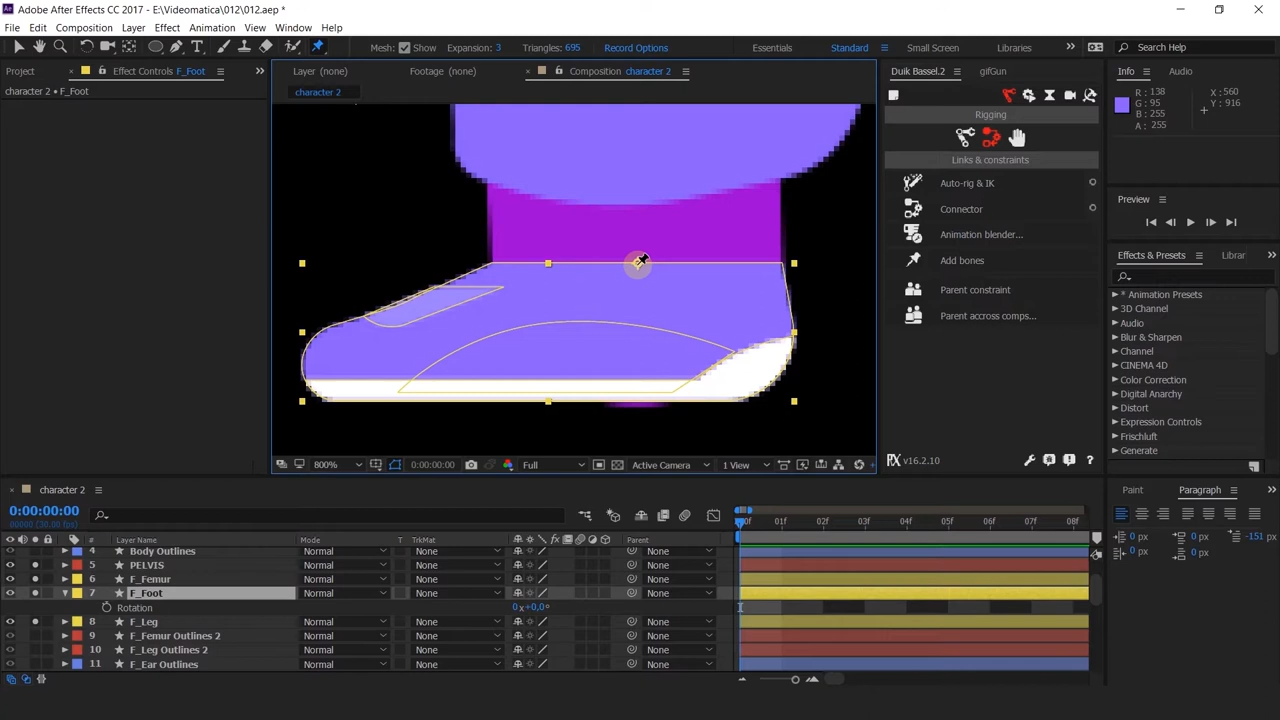 Adobe After Effects CC 2017 - E:\Videomatica\012\012.aep *
File Edit Composition Layer Effect Animation View Window Help
Mesh: Show Expansion: 3 Triangles: 695 Record Options Essentials Standard Small Screen Libraries Search Help
Project Effect Controls F_Foot Layer (none) Footage (none) Composition character 2 Duik Bassel.2 gifGun Info Audio
character 2 • F_Foot character 2
R : 138 X : 560
G : 95 Y : 916
B : 255
A : 255
Rigging
Links & constraints
Auto-rig & IK
Connector
Animation blender...
Add bones
Parent constraint
Parent accross comps...
v16.2.10
Preview
Effects & Presets Librar
* Animation Presets
3D Channel
Audio
Blur & Sharpen
Channel
CINEMA 4D
Color Correction
Digital Anarchy
Distort
Expression Controls
Frischluft
Generate
800% 0:00:00:00 Full Active Camera 1 View
character 2 Paint Paragraph
0:00:00:00
00000 (30.00 fps)
# Layer Name Mode T TrkMat Parent
00f 01f 02f 03f 04f 05f 06f 07f 08f
4 Body Outlines Normal None None
5 PELVIS Normal None None
6 F_Femur Normal None None
7 F_Foot Normal None None
Rotation 0x+0,0°
8 F_Leg Normal None None
9 F_Femur Outlines 2 Normal None None
10 F_Leg Outlines 2 Normal None None
11 F_Ear Outlines Normal None None
0 px 0 px -151 px
0 px 0 px